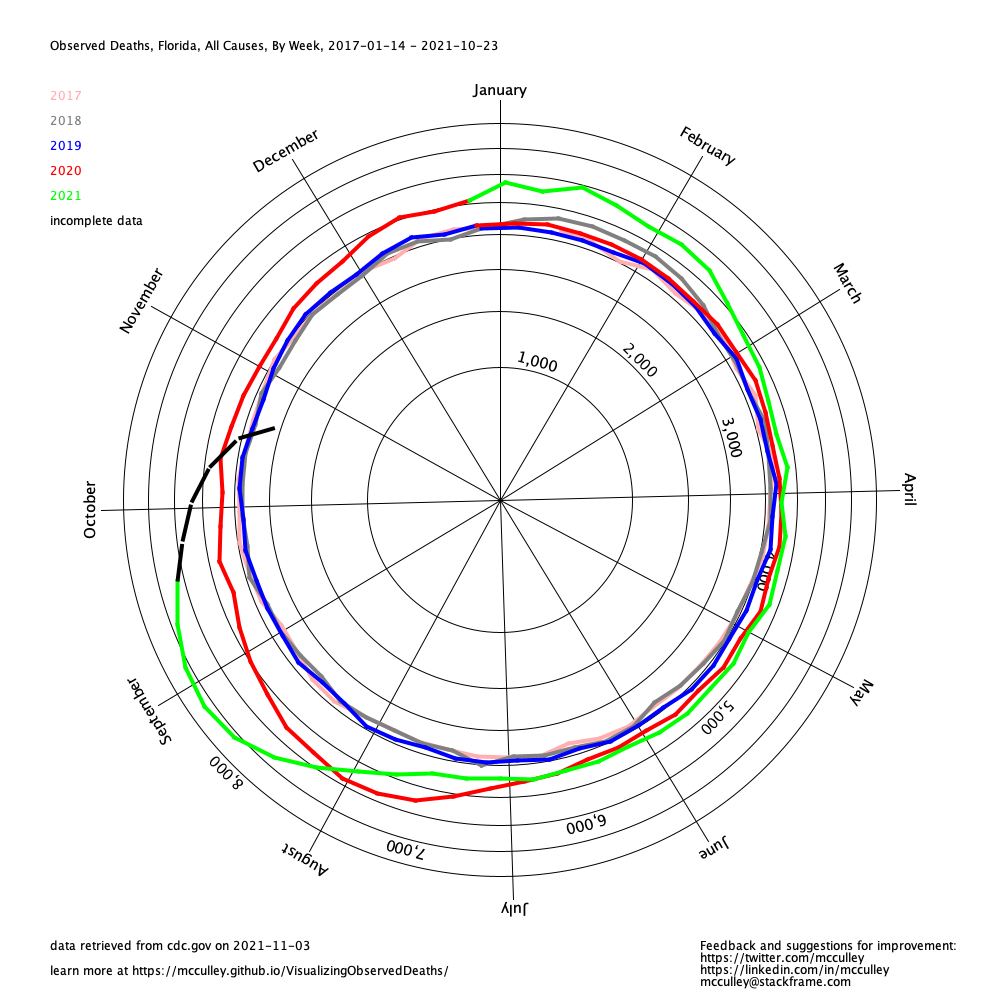 Observed Deaths, Florida, All Causes, By Week, 2017-01-14 - 2021-10-23
January
2017
2018
2019
2020
2021
incomplete data
December
February
November
March
1,000
2,000
3,000
October
April
September
May
5,000
8,000
6,000
7,000
August
June
July
data retrieved from cdc.gov on 2021-11-03
learn more at https://mcculley.github.io/VisualizingObservedDeaths/
Feedback and suggestions for improvement:
https://twitter.com/mcculley
https://linkedin.com/in/mcculley
mcculley@stackframe.com